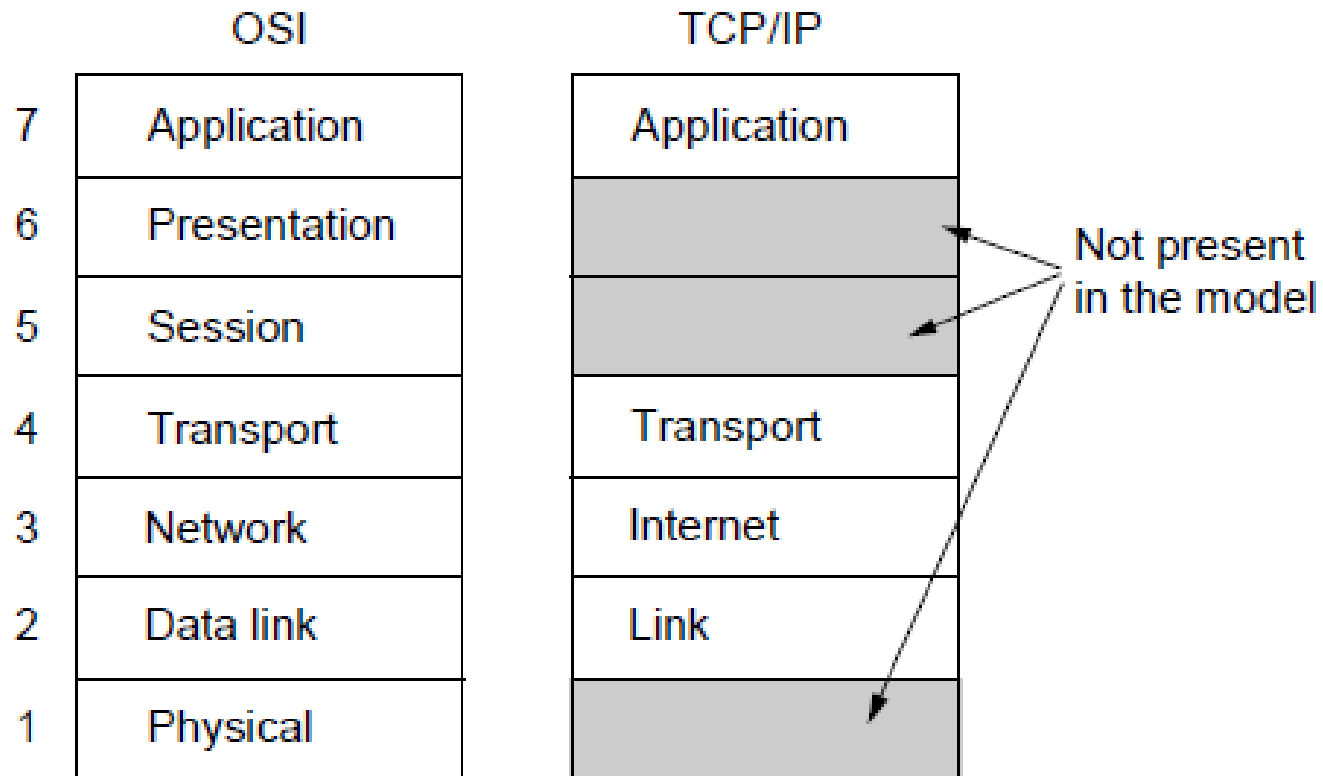 OSI TCP/IP
7 Application Application
6 Presentation
Not present
in the model
5 Session
4 Transport Transport
3 Network Internet
2 Data link Link
1 Physical